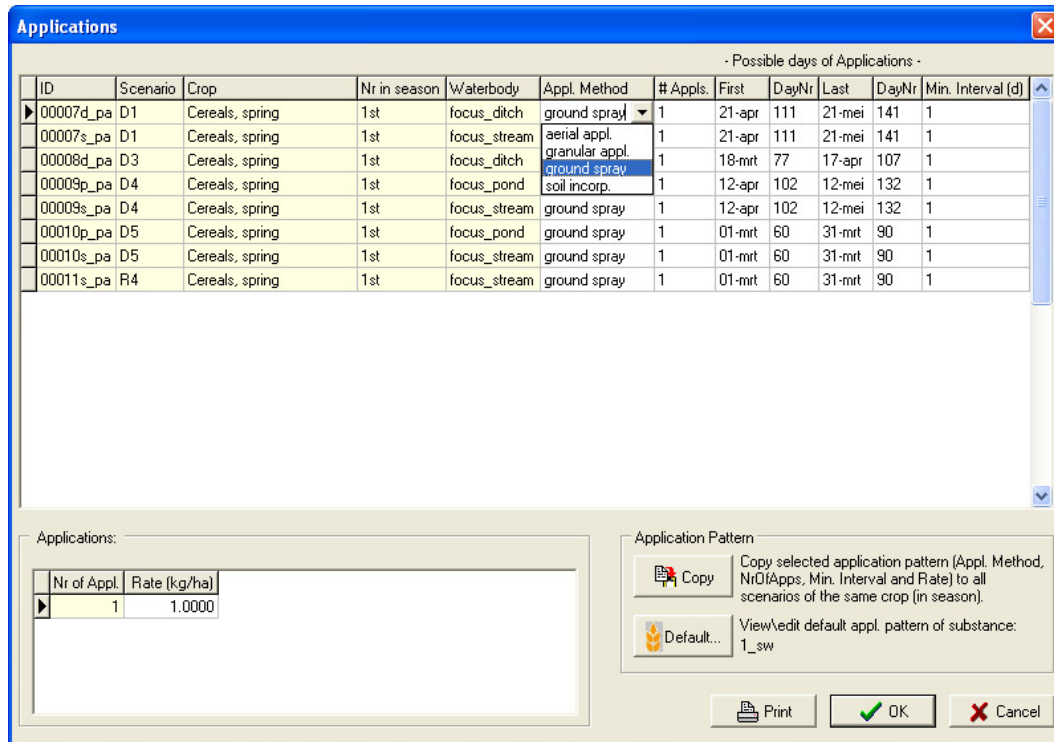 Applications
- Possible days of Applications -
ID Scenario Crop Nr in season Waterbody Appl. Method # Appls. First DayNr Last DayNr Min. Interval (d)
00007d_pa D1 Cereals, spring 1st focus_ditch ground spray 1 21-apr 111 21-mei 141 1
00007s_pa D1 Cereals, spring 1st focus_stream aerial appl. 1 21-apr 111 21-mei 141 1
granular appl.
00008d_pa D3 Cereals, spring 1st focus_ditch ground spray 1 18-mrt 77 17-apr 107 1
00009p_pa D4 Cereals, spring 1st focus_pond soil incorp. 1 12-apr 102 12-mei 132 1
00009s_pa D4 Cereals, spring 1st focus_stream ground spray 1 12-apr 102 12-mei 132 1
00010p_pa D5 Cereals, spring 1st focus_pond ground spray 1 01-mrt 60 31-mrt 90 1
00010s_pa D5 Cereals, spring 1st focus_stream ground spray 1 01-mrt 60 31-mrt 90 1
00011s_pa R4 Cereals, spring 1st focus_stream ground spray 1 01-mrt 60 31-mrt 90 1
Applications:
Nr of Appl. Rate (kg/ha)
1 1.0000
Application Pattern
Copy
Copy selected application pattern (Appl. Method,
NrOfApps, Min. Interval and Rate) to all
scenarios of the same crop (in season).
Default...
View\edit default appl. pattern of substance:
1_sw
Print OK Cancel